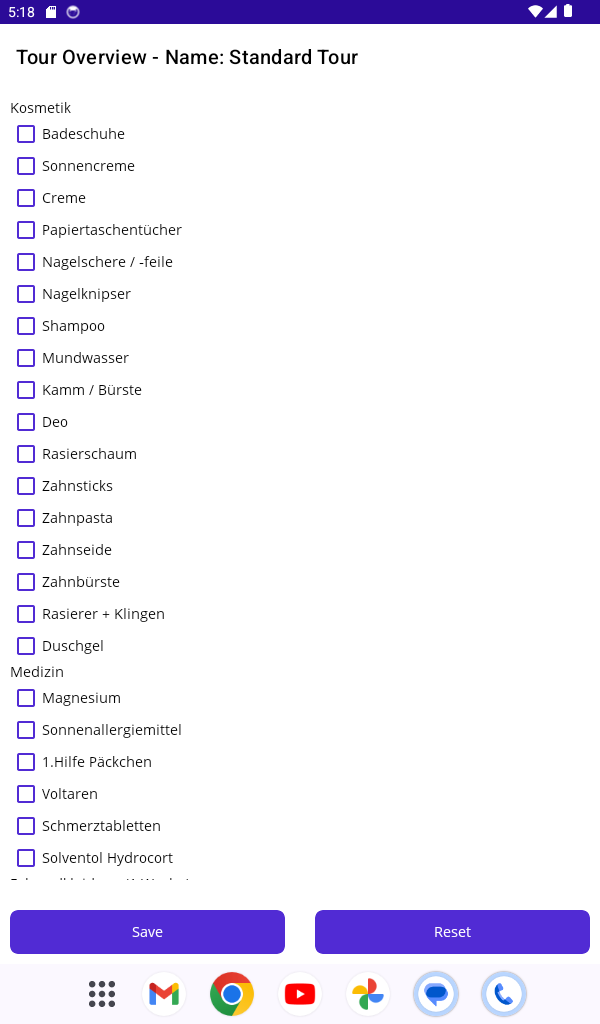 5:18
Tour Overview - Name: Standard Tour
Kosmetik
Badeschuhe
Sonnencreme
Creme
Papiertaschentücher
Nagelschere / -feile
Nagelknipser
Shampoo
Mundwasser
Kamm / Bürste
Deo
Rasierschaum
Zahnsticks
Zahnpasta
Zahnseide
Zahnbürste
Rasierer + Klingen
Duschgel
Medizin
Magnesium
Sonnenallergiemittel
1.Hilfe Päckchen
Voltaren
Schmerztabletten
Solventol Hydrocort
Save
Reset